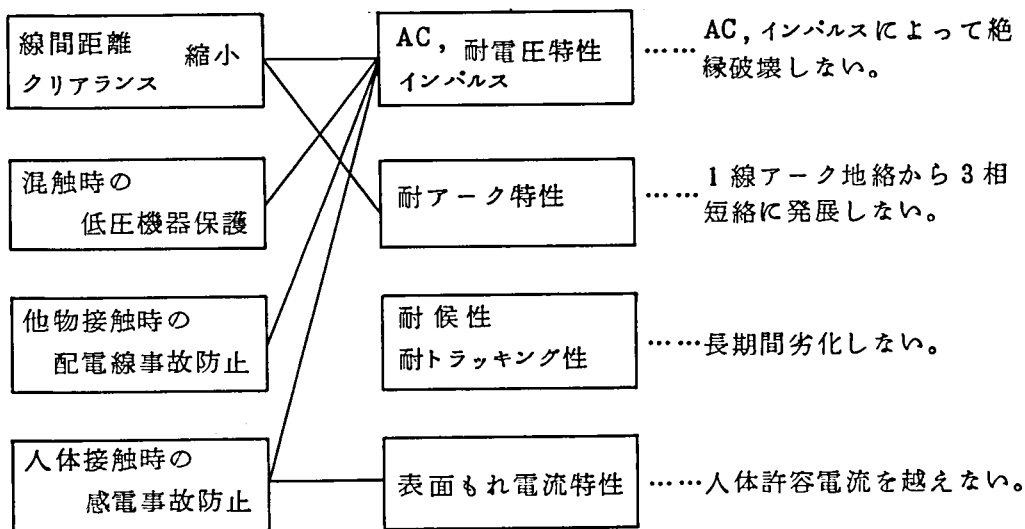 線間距離 縮小
クリアランス
AC, 耐電圧特性
インパルス
……AC,インパルスによって絶
縁破壊しない。
混触時の
低圧機器保護
耐アーク特性
……1線アーク地絡から3相
短絡に発展しない。
他物接触時の
配電線事故防止
耐候性
耐トラッキング性
……長期間劣化しない。
人体接触時の
感電事故防止
表面もれ電流特性
……人体許容電流を越えない。